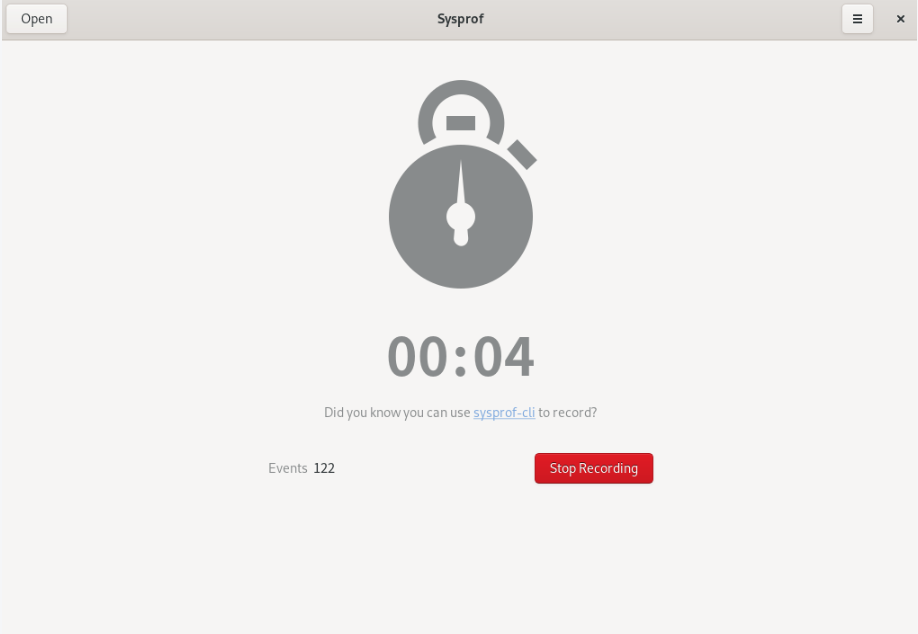 Open Sysprof
00:04
Did you know you can use sysprof-cli to record?
Events 122 Stop Recording